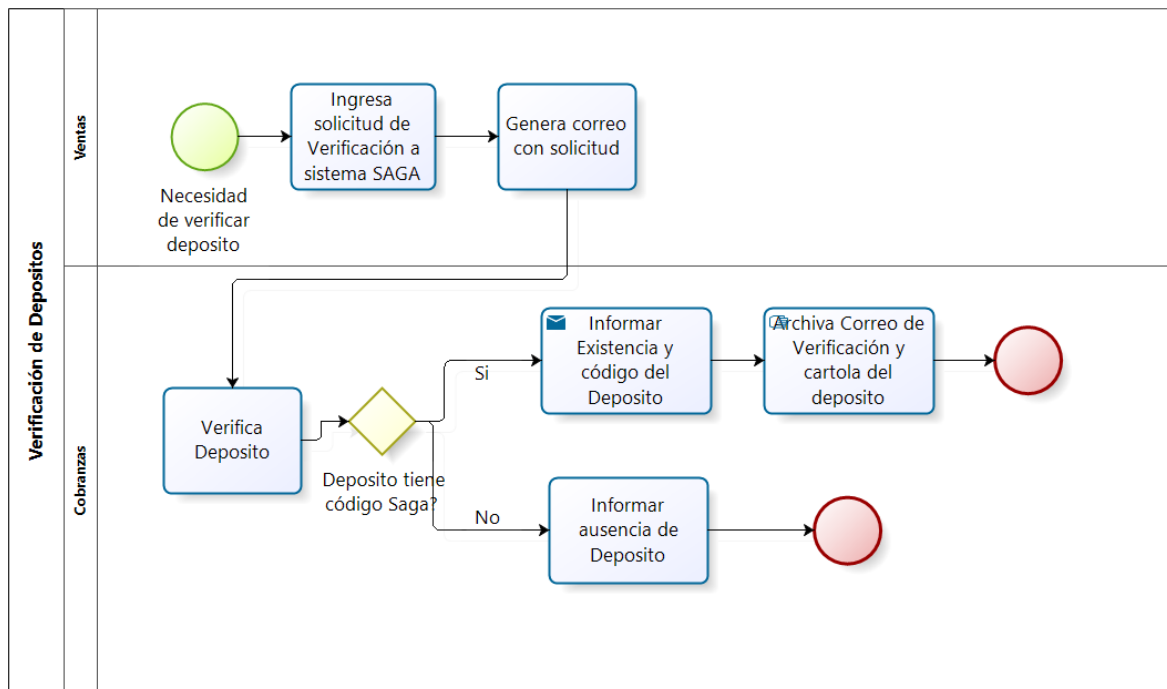 Verificación de Depositos
Ventas
Necesidad
de verificar
deposito
Ingresa
solicitud de
Verificación a
sistema SAGA
Genera correo
con solicitud
Cobranzas
Verifica
Deposito
Deposito tiene
código Saga?
Si
Informar
Existencia y
código del
Deposito
Archiva Correo de
Verificación y
cartola del
deposito
No
Informar
ausencia de
Deposito